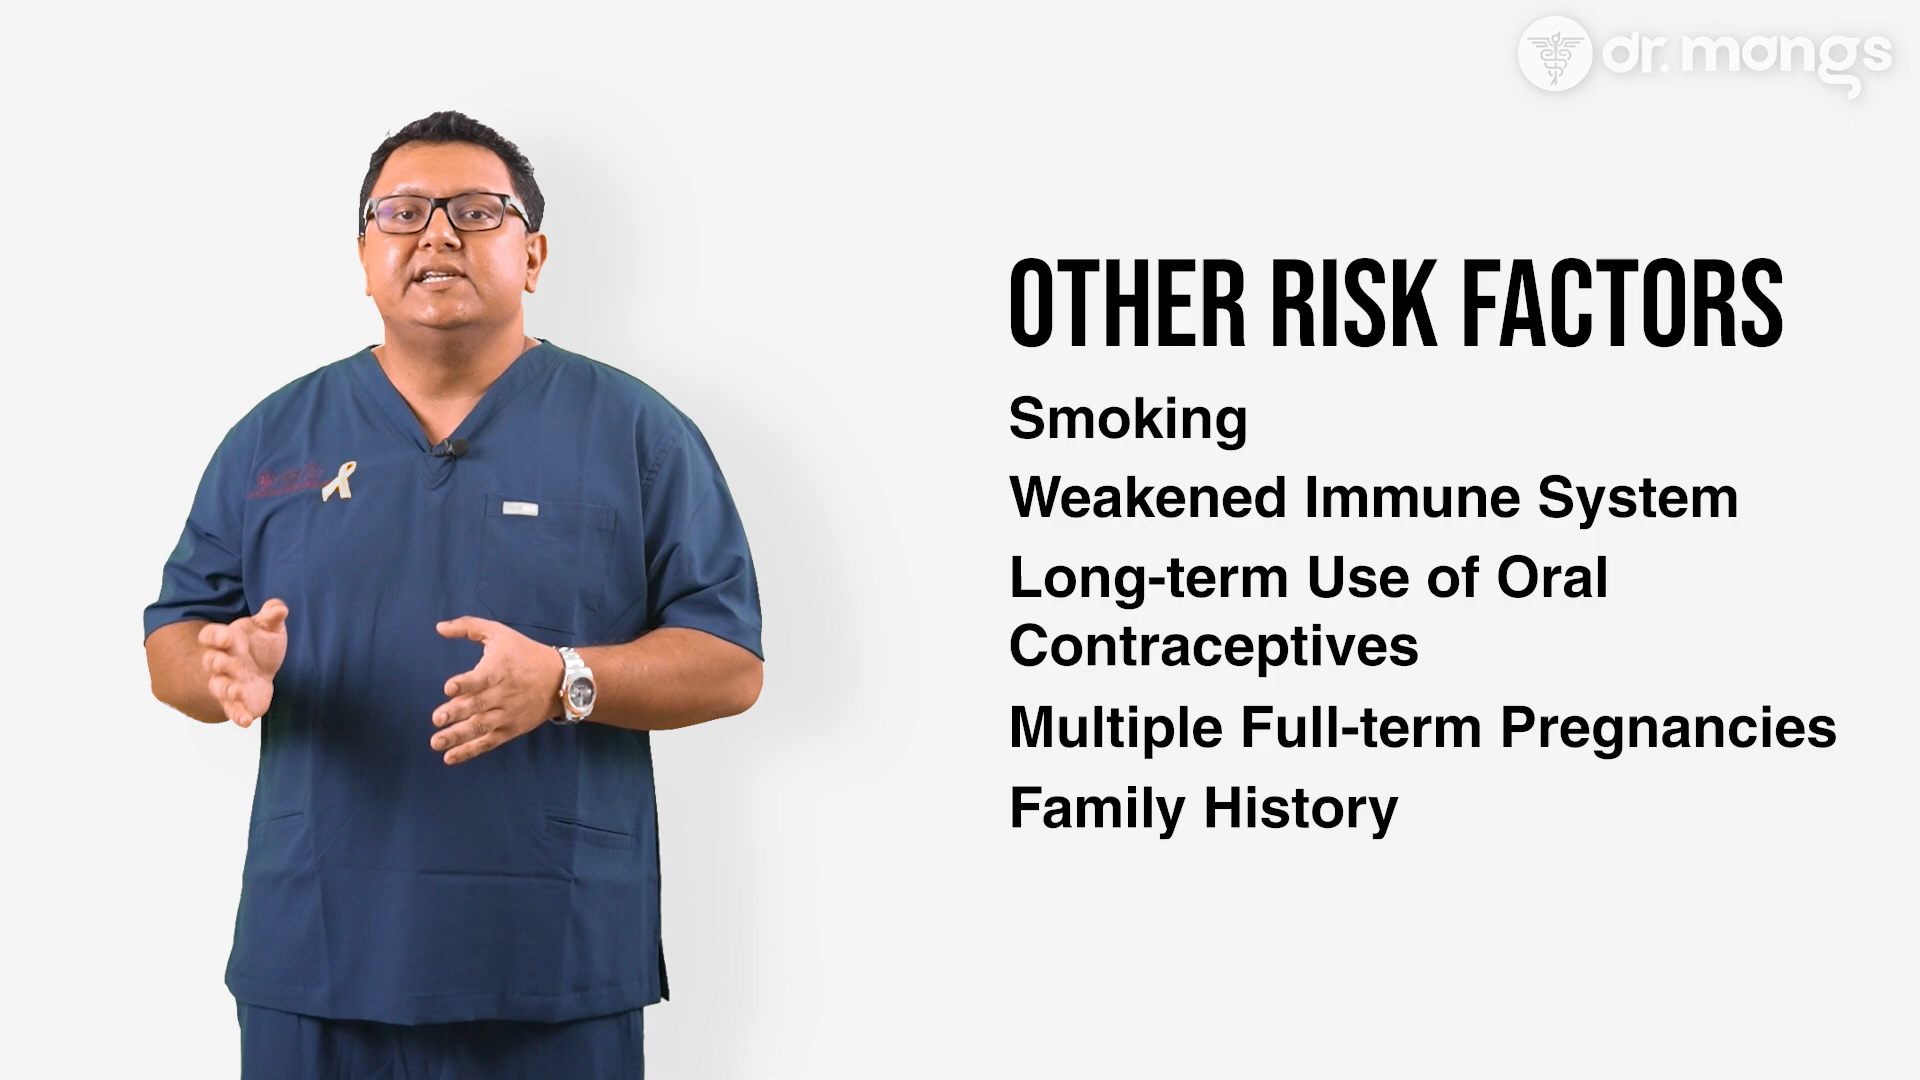 dr. mangs
OTHER RISK FACTORS
Smoking
Weakened Immune System
Long-term Use of Oral
Contraceptives
Multiple Full-term Pregnancies
Family History